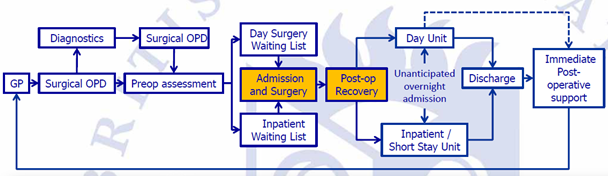 Diagnostics
Surgical OPD
GP
Surgical OPD
Preop assessment
Day Surgery
Waiting List
Admission
and Surgery
Inpatient
Waiting List
Post-op
Recovery
Day Unit
Unanticipated
overnight
admission
Inpatient /
Short Stay Unit
Discharge
Immediate
Post-
operative
support
BRITIS
A